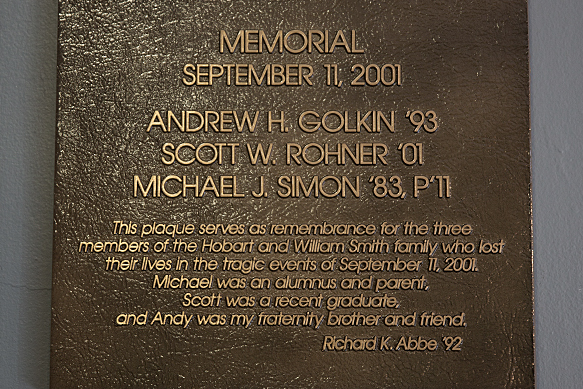 MEMORIAL
SEPTEMBER 11, 2001
ANDREW H. GOLKIN '93
SCOTT W. ROHNER '01
MICHAEL J. SIMON '83, P'11
This plaque serves as remembrance for the three
members of the Hobart and William Smith family who lost
their lives in the tragic events of September 11, 2001.
Michael was an alumnus and parent,
Scott was a recent graduate,
and Andy was my fraternity brother and friend.
Richard K. Abbe '92